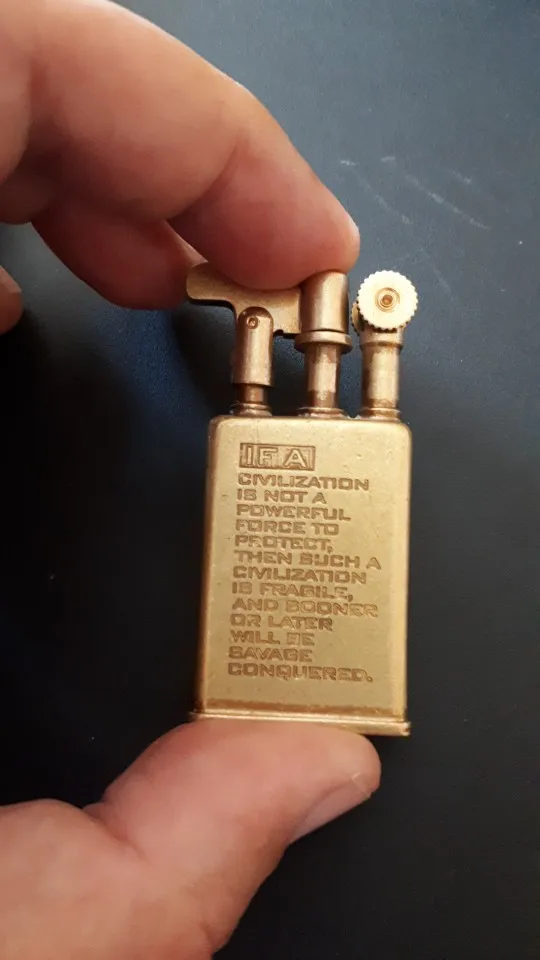 IF A
CIVILIZATION
IS NOT A
POWERFUL
FORCE TO
PROTECT,
THEN SUCH A
CIVILIZATION
IS FRAGILE,
AND SOONER
OR LATER
WILL BE
SAVAGE
CONQUERED.